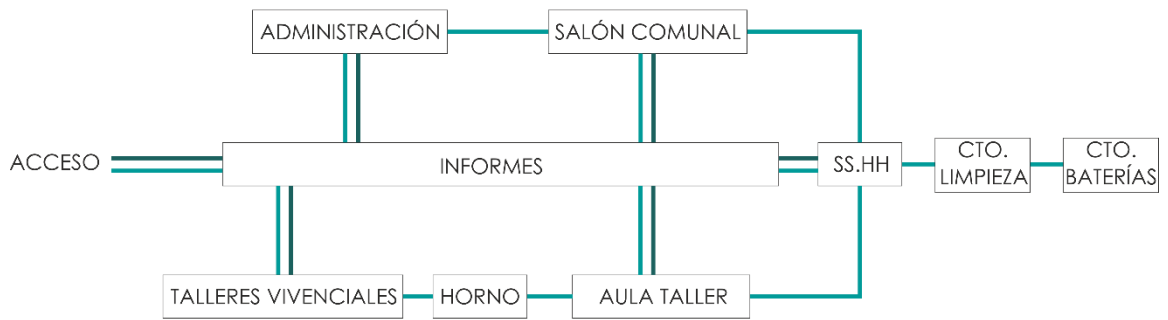 ADMINISTRACIÓN
SALÓN COMUNAL
ACCESO
INFORMES
SS.HH
CTO.
LIMPIEZA
CTO.
BATERÍAS
TALLERES VIVENCIALES
HORNO
AULA TALLER